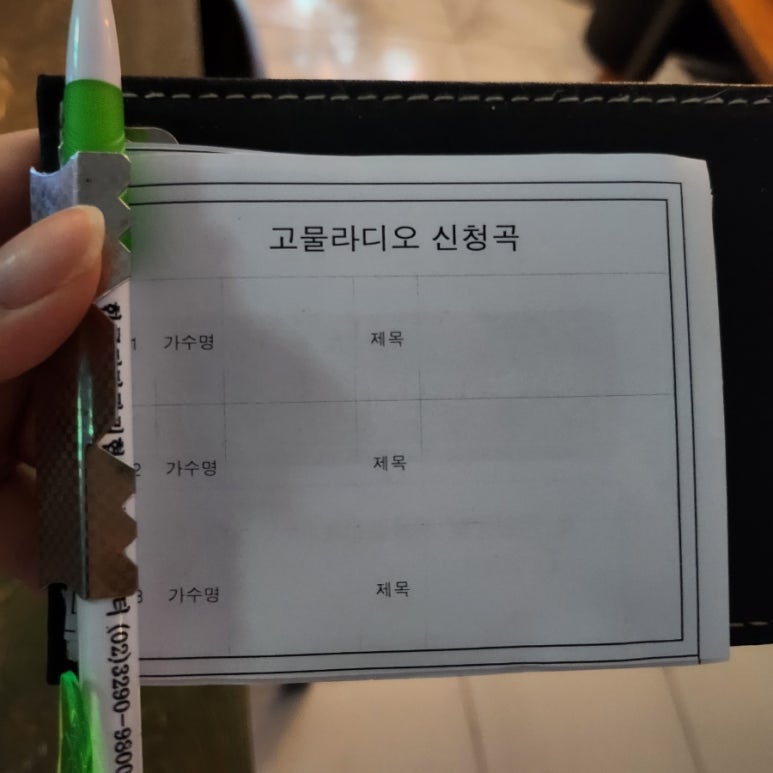 고물라디오 신청곡
1 가수명 제목
2 가수명 제목
3 가수명 제목
터 (02)3290-9800